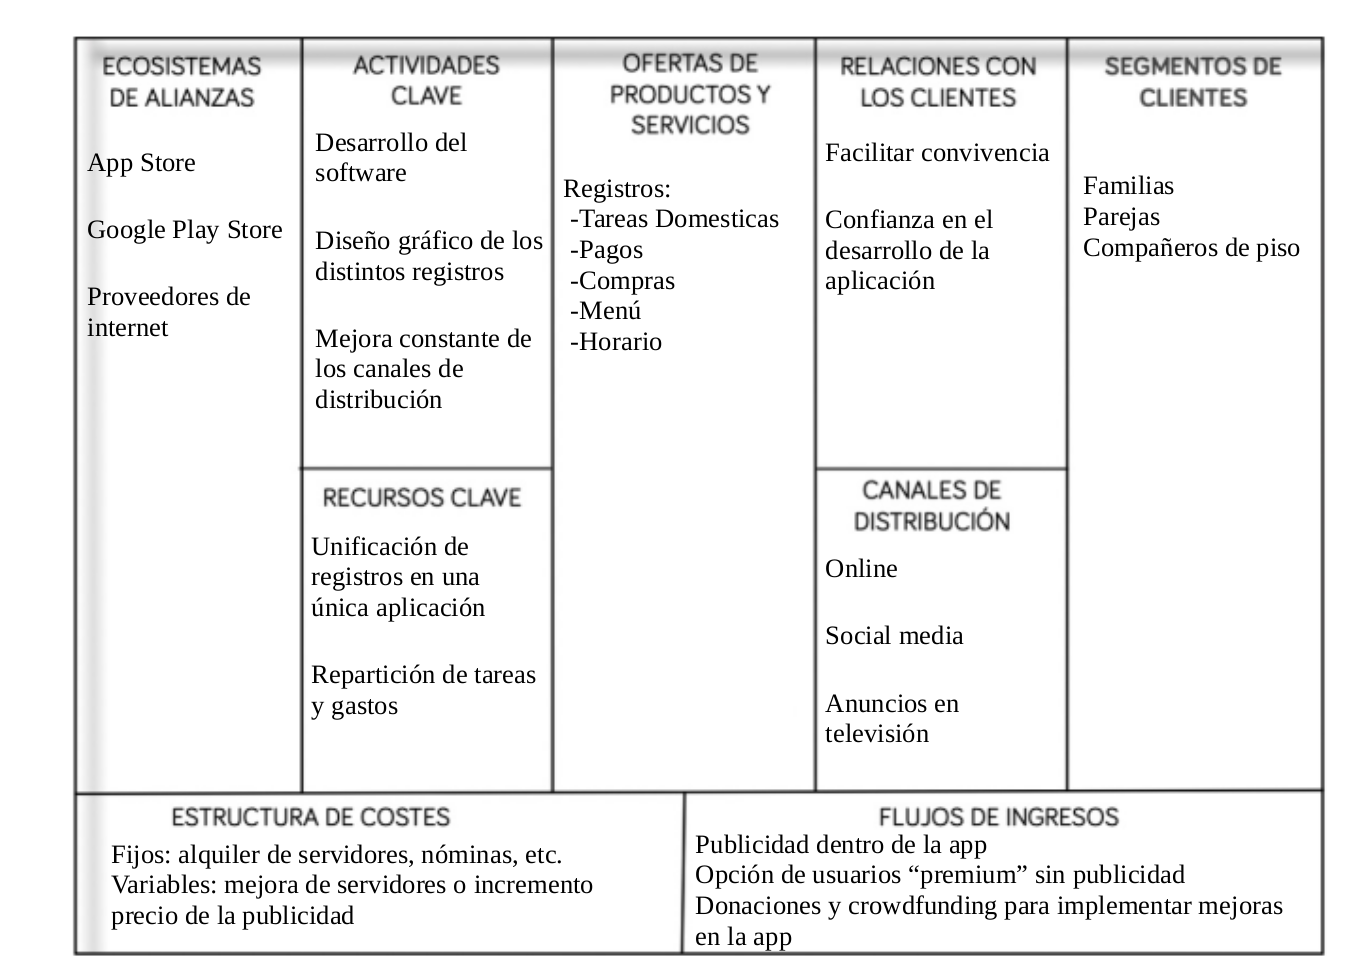 ECOSISTEMAS
DE ALIANZAS
App Store
Google Play Store
Proveedores de
internet
ACTIVIDADES
CLAVE
Desarrollo del
software
Diseño gráfico de los
distintos registros
Mejora constante de
los canales de
distribución
RECURSOS CLAVE
Unificación de
registros en una
única aplicación
Repartición de tareas
y gastos
OFERTAS DE
PRODUCTOS Y
SERVICIOS
Registros:
-Tareas Domesticas
-Pagos
-Compras
-Menú
-Horario
RELACIONES CON
LOS CLIENTES
Facilitar convivencia
Confianza en el
desarrollo de la
aplicación
CANALES DE
DISTRIBUCIÓN
Online
Social media
Anuncios en
televisión
SEGMENTOS DE
CLIENTES
Familias
Parejas
Compañeros de piso
ESTRUCTURA DE COSTES
Fijos: alquiler de servidores, nóminas, etc.
Variables: mejora de servidores o incremento
precio de la publicidad
FLUJOS DE INGRESOS
Publicidad dentro de la app
Opción de usuarios “premium” sin publicidad
Donaciones y crowdfunding para implementar mejoras
en la app